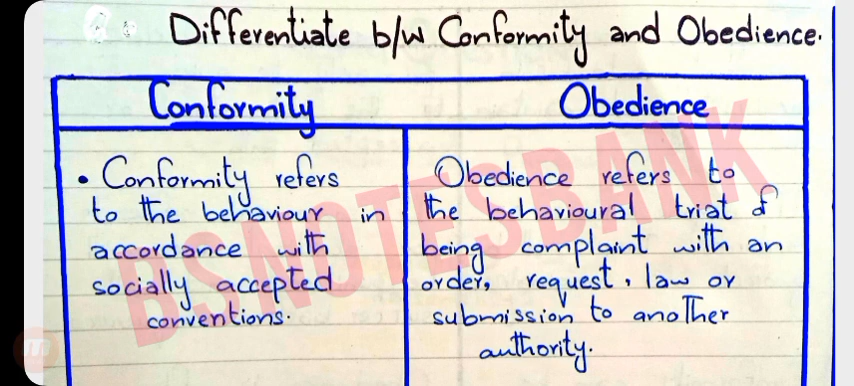 Differentiate b/w Conformity and Obedience.
Conformity
Obedience
• Conformity refers
to the behaviour in
accordance with
socially accepted
conventions.
Obedience refers to
the behavioural triat of
being complaint with an
order, request, law or
submission to another
authority.
BSNOTESBANK